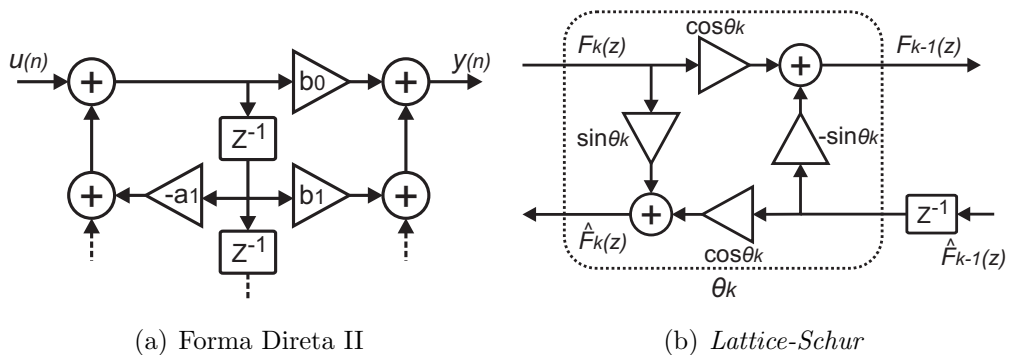 u(n)
+
b0
+
y(n)
z⁻¹
+
-a1
b1
+
z⁻¹
(a) Forma Direta II
Fk(z)
cosθk
+
Fk-1(z)
sinθk
-sinθk
F̂k(z)
+
cosθk
z⁻¹
F̂k-1(z)
θk
(b) Lattice-Schur